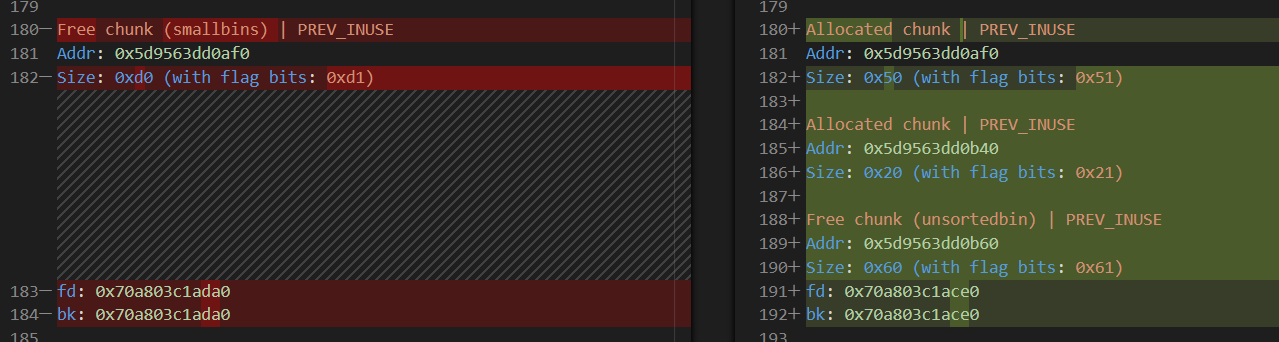 179
180— Free chunk (smallbins) | PREV_INUSE
181 Addr: 0x5d9563dd0af0
182— Size: 0xd0 (with flag bits: 0xd1)
183— fd: 0x70a803c1ada0
184— bk: 0x70a803c1ada0
185
179
180+ Allocated chunk | PREV_INUSE
181 Addr: 0x5d9563dd0af0
182+ Size: 0x50 (with flag bits: 0x51)
183+
184+ Allocated chunk | PREV_INUSE
185+ Addr: 0x5d9563dd0b40
186+ Size: 0x20 (with flag bits: 0x21)
187+
188+ Free chunk (unsortedbin) | PREV_INUSE
189+ Addr: 0x5d9563dd0b60
190+ Size: 0x60 (with flag bits: 0x61)
191+ fd: 0x70a803c1ace0
192+ bk: 0x70a803c1ace0
193